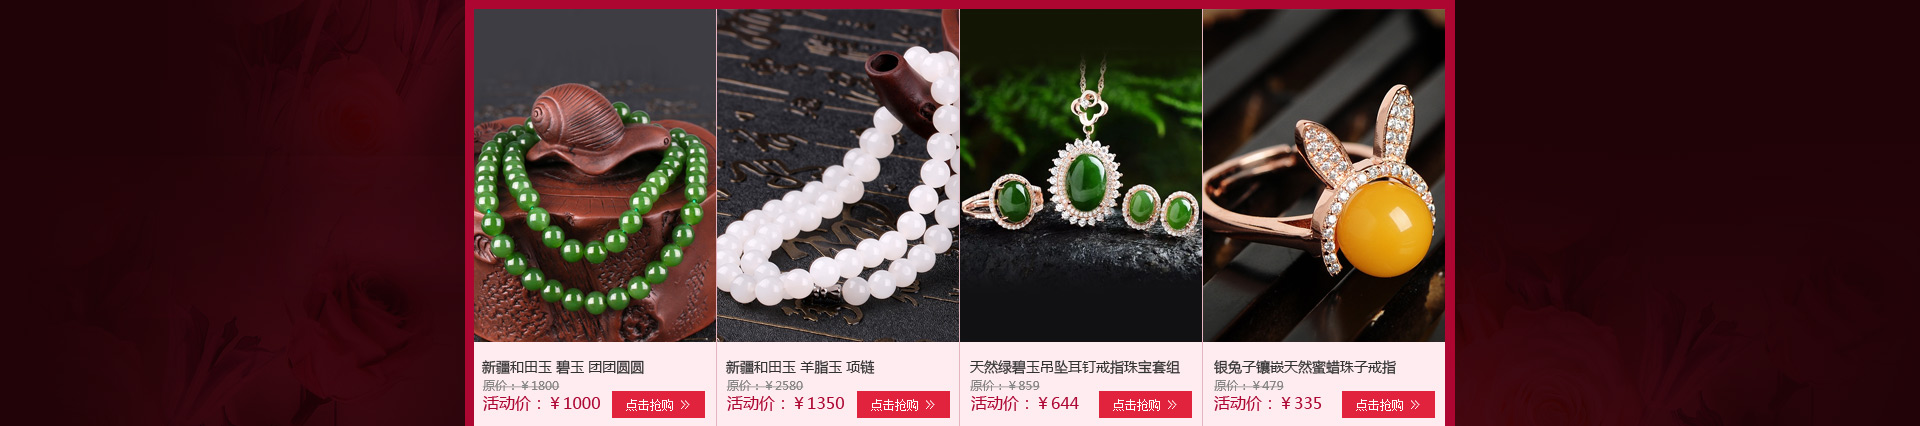 新疆和田玉 碧玉 团团圆圆
原价：￥1800
活动价：￥1000
点击抢购 »
新疆和田玉 羊脂玉 项链
原价：￥2580
活动价：￥1350
点击抢购 »
天然绿碧玉吊坠耳钉戒指珠宝套组
原价：￥859
活动价：￥644
点击抢购 »
银兔子镶嵌天然蜜蜡珠子戒指
原价：￥479
活动价：￥335
点击抢购 »